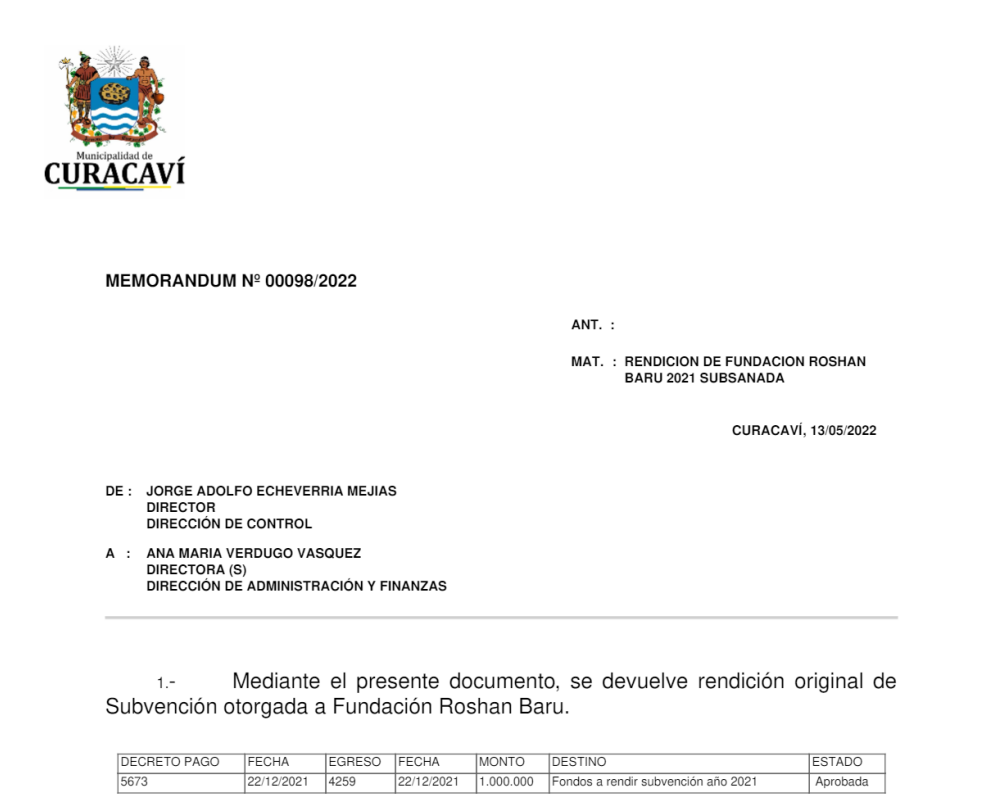 Municipalidad de
CURACAVÍ
MEMORANDUM Nº 00098/2022
ANT. :
MAT. : RENDICION DE FUNDACION ROSHAN
BARU 2021 SUBSANADA
CURACAVÍ, 13/05/2022
DE : JORGE ADOLFO ECHEVERRIA MEJIAS
DIRECTOR
DIRECCIÓN DE CONTROL
A : ANA MARIA VERDUGO VASQUEZ
DIRECTORA (S)
DIRECCIÓN DE ADMINISTRACIÓN Y FINANZAS
1.- Mediante el presente documento, se devuelve rendición original de
Subvención otorgada a Fundación Roshan Baru.
DECRETO PAGO FECHA EGRESO FECHA MONTO DESTINO ESTADO
5673 22/12/2021 4259 22/12/2021 1.000.000 Fondos a rendir subvención año 2021 Aprobada